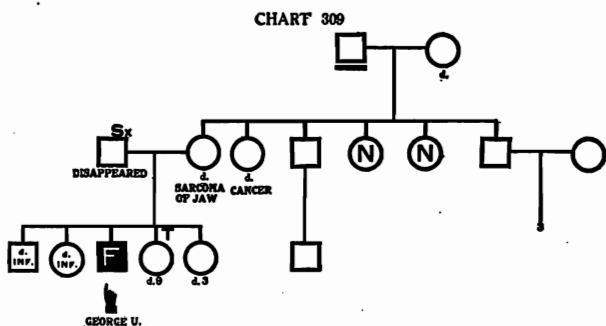 CHART 309
d.
Sx
N
N
DISAPPEARED
d.
SARCOMA
OF JAW
d.
CANCER
T
3
d.
INF.
d.
INF.
F
d.9
d.3
GEORGE U.